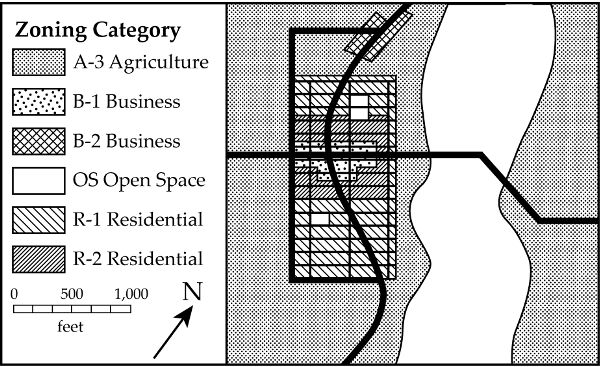 Zoning Category
A-3 Agriculture
B-1 Business
B-2 Business
OS Open Space
R-1 Residential
R-2 Residential
0 500 1,000
feet
N